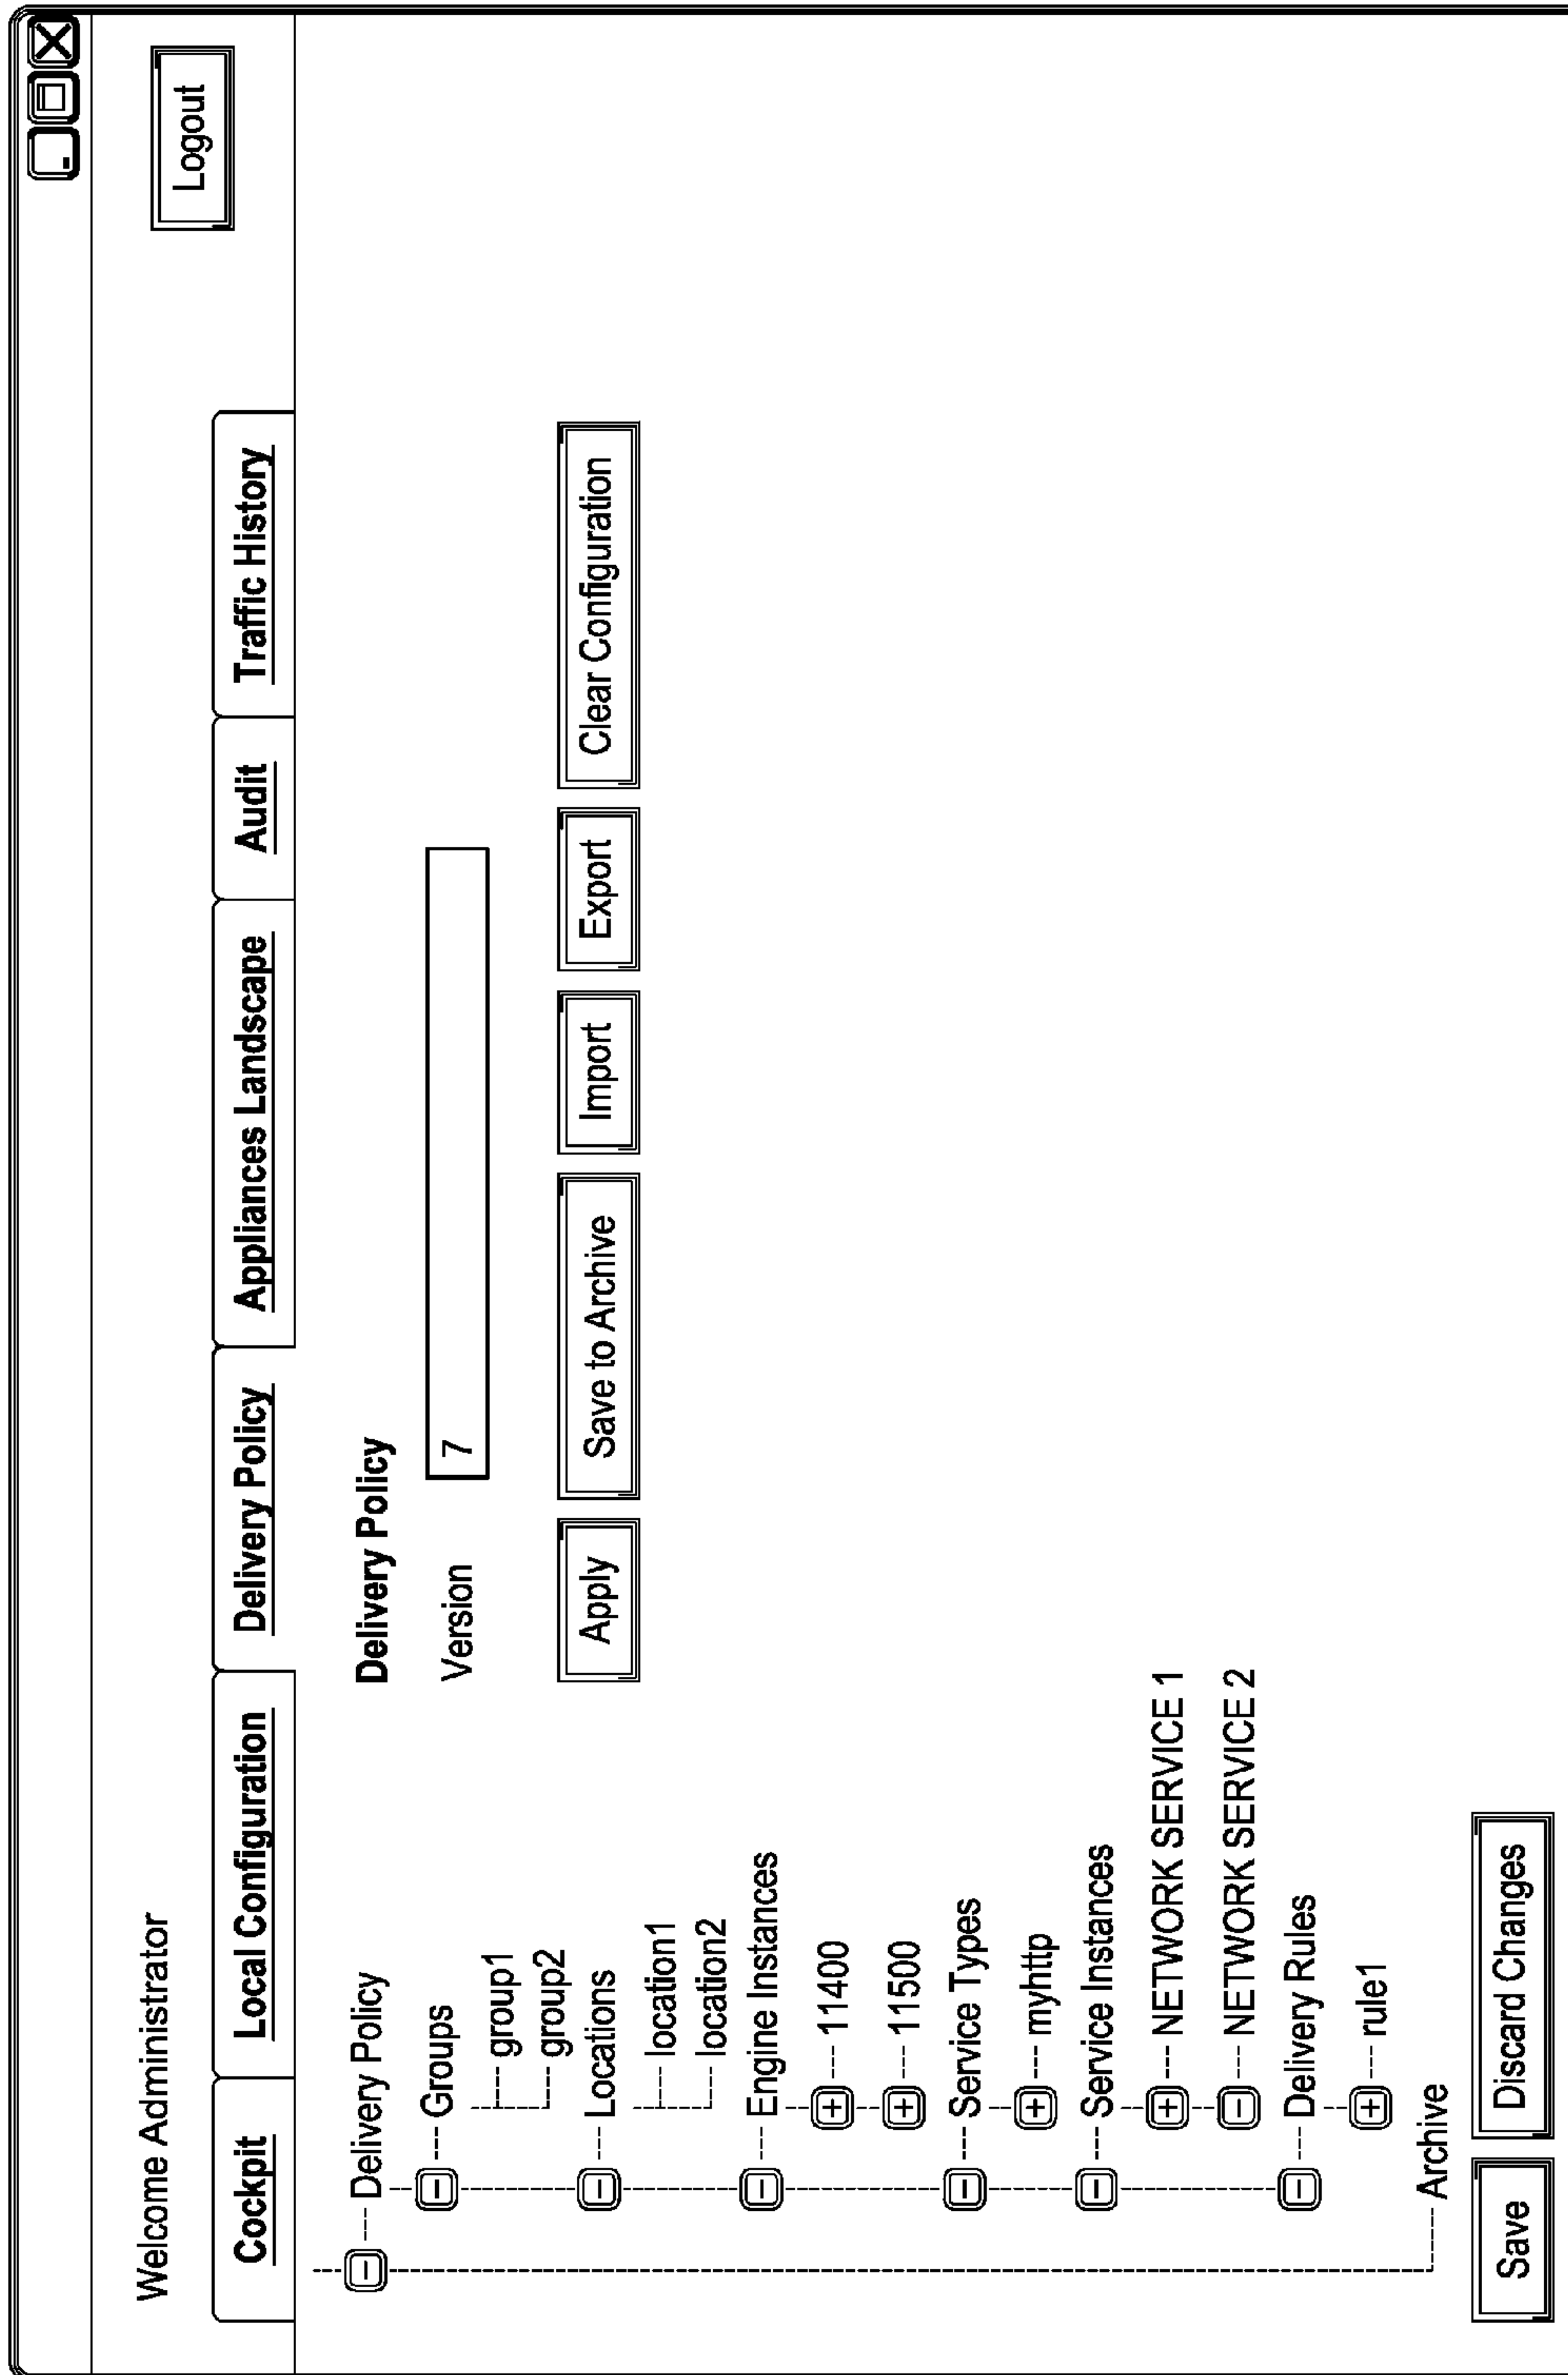 Logout
Welcome Administrator
Cockpit
Local Configuration
Delivery Policy
Appliances Landscape
Audit
Traffic History
Delivery Policy
Groups
group1
group2
Locations
location1
location2
Engine Instances
11400
11500
Service Types
myhttp
Service Instances
NETWORK SERVICE 1
NETWORK SERVICE 2
Delivery Rules
rule1
Archive
Save
Discard Changes
Delivery Policy
Version
7
Apply
Save to Archive
Import
Export
Clear Configuration